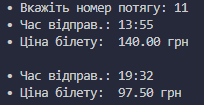 • Вкажіть номер потягу: 11
• Час відправ.: 13:55
• Ціна білету:  140.00 грн
• Час відправ.: 19:32
• Ціна білету:  97.50 грн